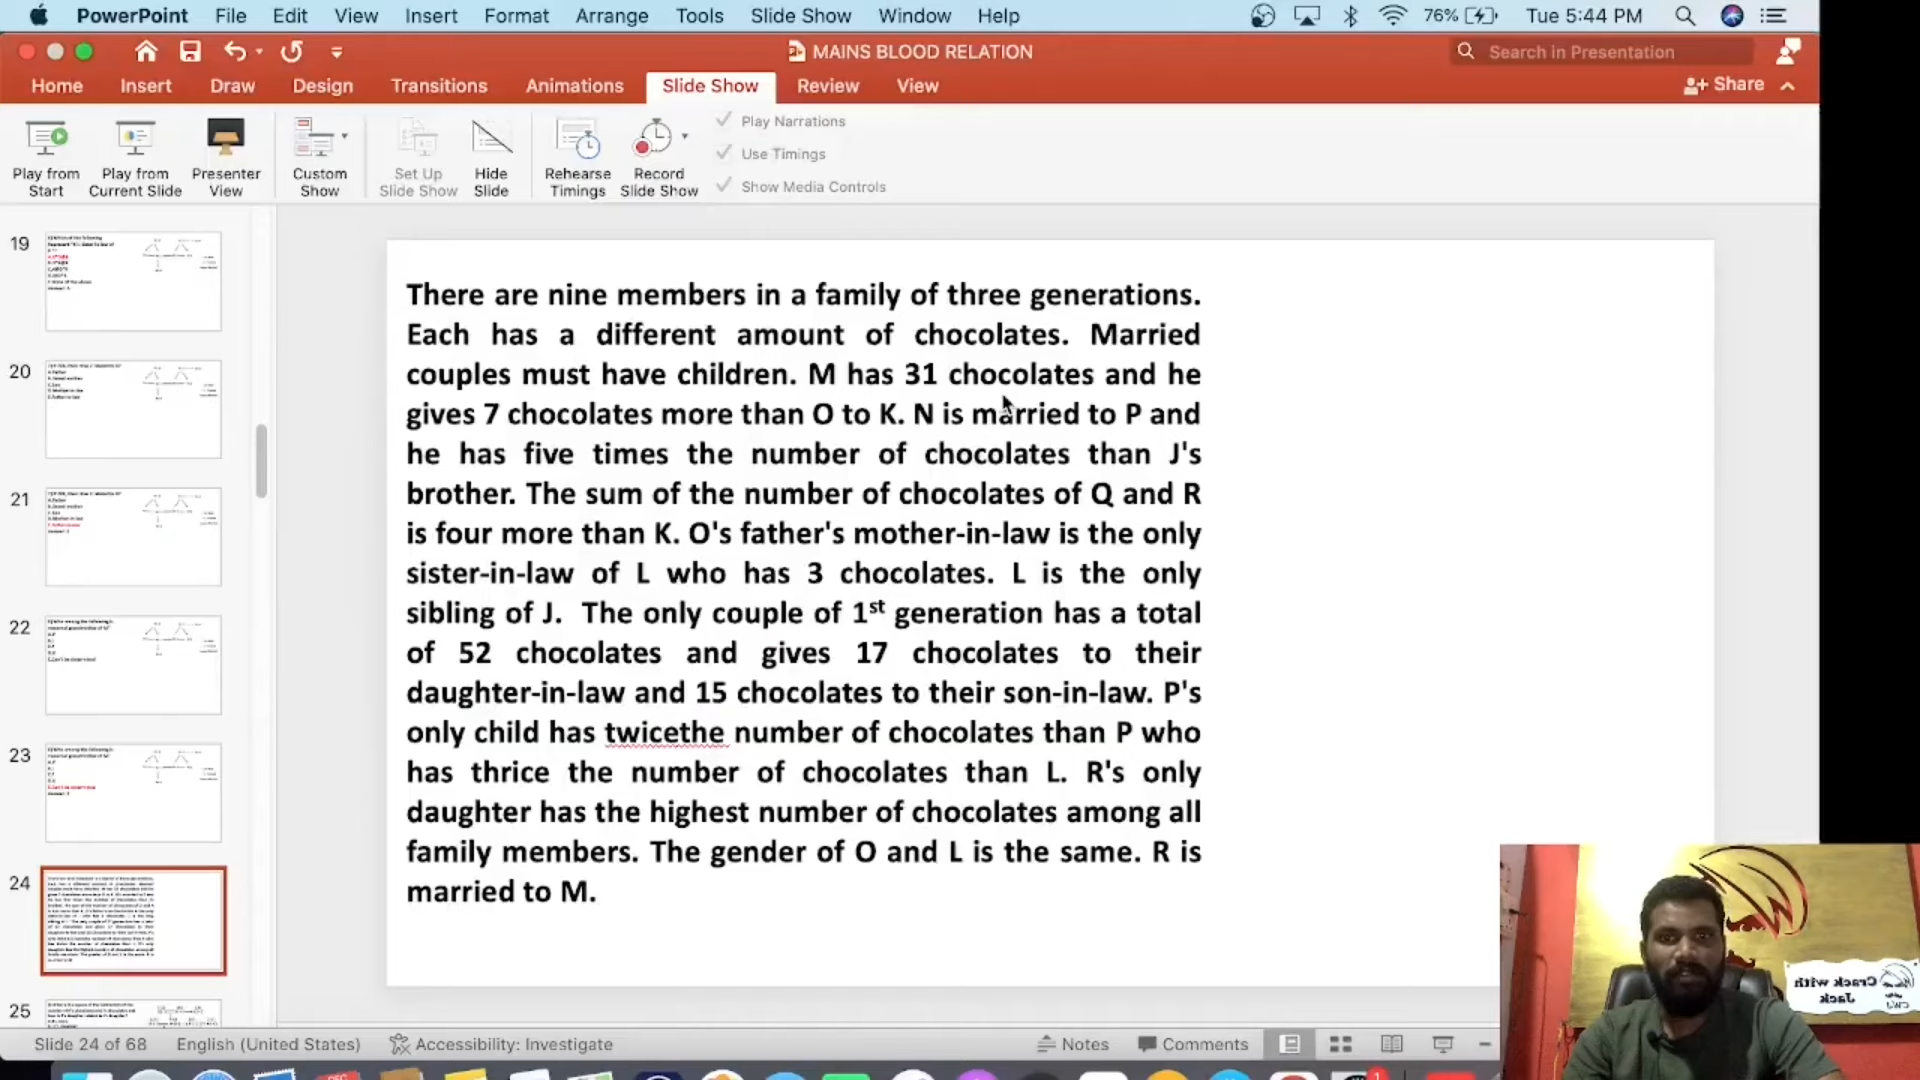 PowerPoint File Edit View Insert Format Arrange Tools Slide Show Window Help 76% Tue 5:44 PM
MAINS BLOOD RELATION Search in Presentation
Home Insert Draw Design Transitions Animations Slide Show Review View Share
Play from Start
Play from Current Slide
Presenter View
Custom Show
Set Up Slide Show
Hide Slide
Rehearse Timings
Record Slide Show
Play Narrations
Use Timings
Show Media Controls
19
20
21
22
23
24
25
There are nine members in a family of three generations.
Each has a different amount of chocolates. Married
couples must have children. M has 31 chocolates and he
gives 7 chocolates more than O to K. N is married to P and
he has five times the number of chocolates than J's
brother. The sum of the number of chocolates of Q and R
is four more than K. O's father's mother-in-law is the only
sister-in-law of L who has 3 chocolates. L is the only
sibling of J. The only couple of 1st generation has a total
of 52 chocolates and gives 17 chocolates to their
daughter-in-law and 15 chocolates to their son-in-law. P's
only child has twicethe number of chocolates than P who
has thrice the number of chocolates than L. R's only
daughter has the highest number of chocolates among all
family members. The gender of O and L is the same. R is
married to M.
Crack with
Jack
CWJ
Slide 24 of 68 English (United States) Accessibility: Investigate Notes Comments